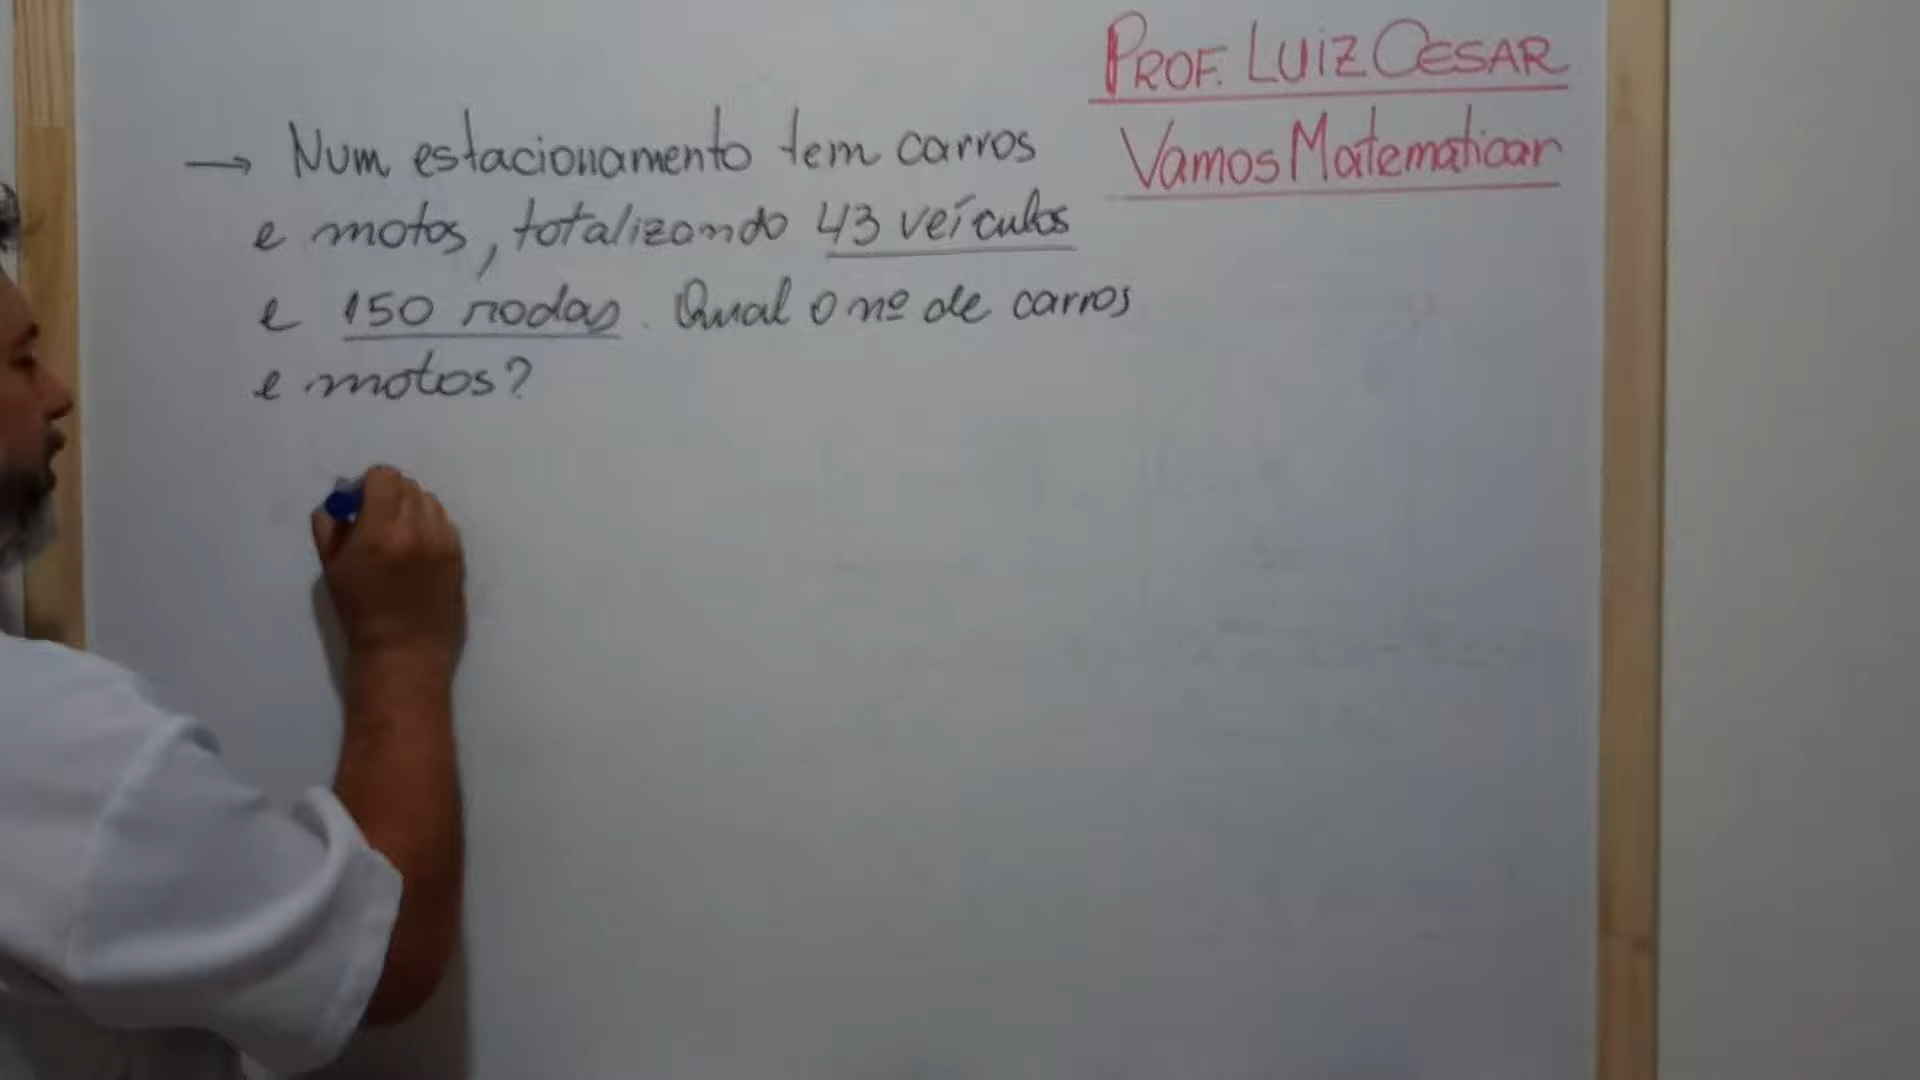 PROF. LUIZ CESAR
Vamos Matematicar
→ Num estacionamento tem carros
e motos, totalizando 43 veículos
e 150 rodas. Qual o nº de carros
e motos?